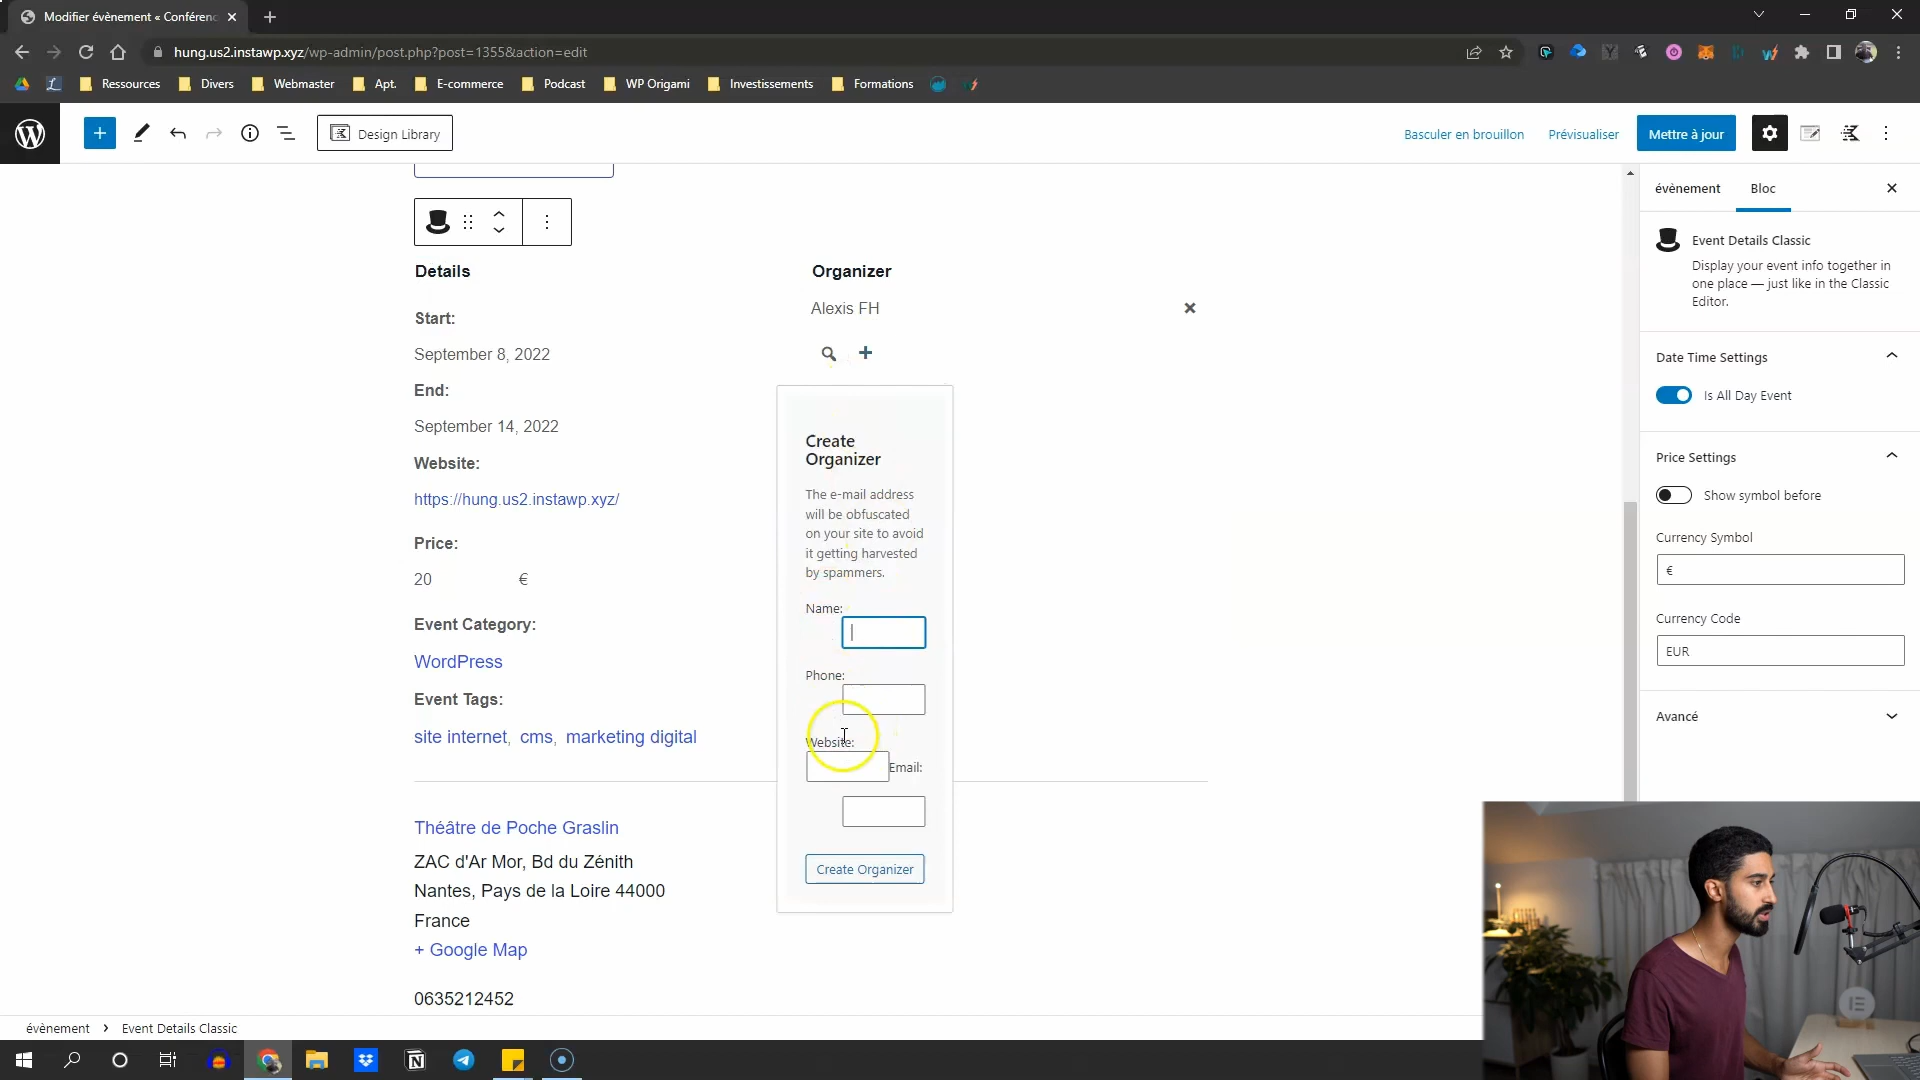 Modifier évènement « Conférenc
hung.us2.instawp.xyz/wp-admin/post.php?post=1355&action=edit
Ressources
Divers
Webmaster
Apt.
E-commerce
Podcast
WP Origami
Investissements
Formations
Design Library
Basculer en brouillon
Prévisualiser
Mettre à jour
Details
Start:
September 8, 2022
End:
September 14, 2022
Website:
https://hung.us2.instawp.xyz/
Price:
20 €
Event Category:
WordPress
Event Tags:
site internet, cms, marketing digital
Organizer
Alexis FH
Create
Organizer
The e-mail address
will be obfuscated
on your site to avoid
it getting harvested
by spammers.
Name:
Phone:
Website:
Email:
Create Organizer
Théâtre de Poche Graslin
ZAC d'Ar Mor, Bd du Zénith
Nantes, Pays de la Loire 44000
France
+ Google Map
0635212452
évènement
Bloc
Event Details Classic
Display your event info together in
one place — just like in the Classic
Editor.
Date Time Settings
Is All Day Event
Price Settings
Show symbol before
Currency Symbol
€
Currency Code
EUR
Avancé
évènement > Event Details Classic